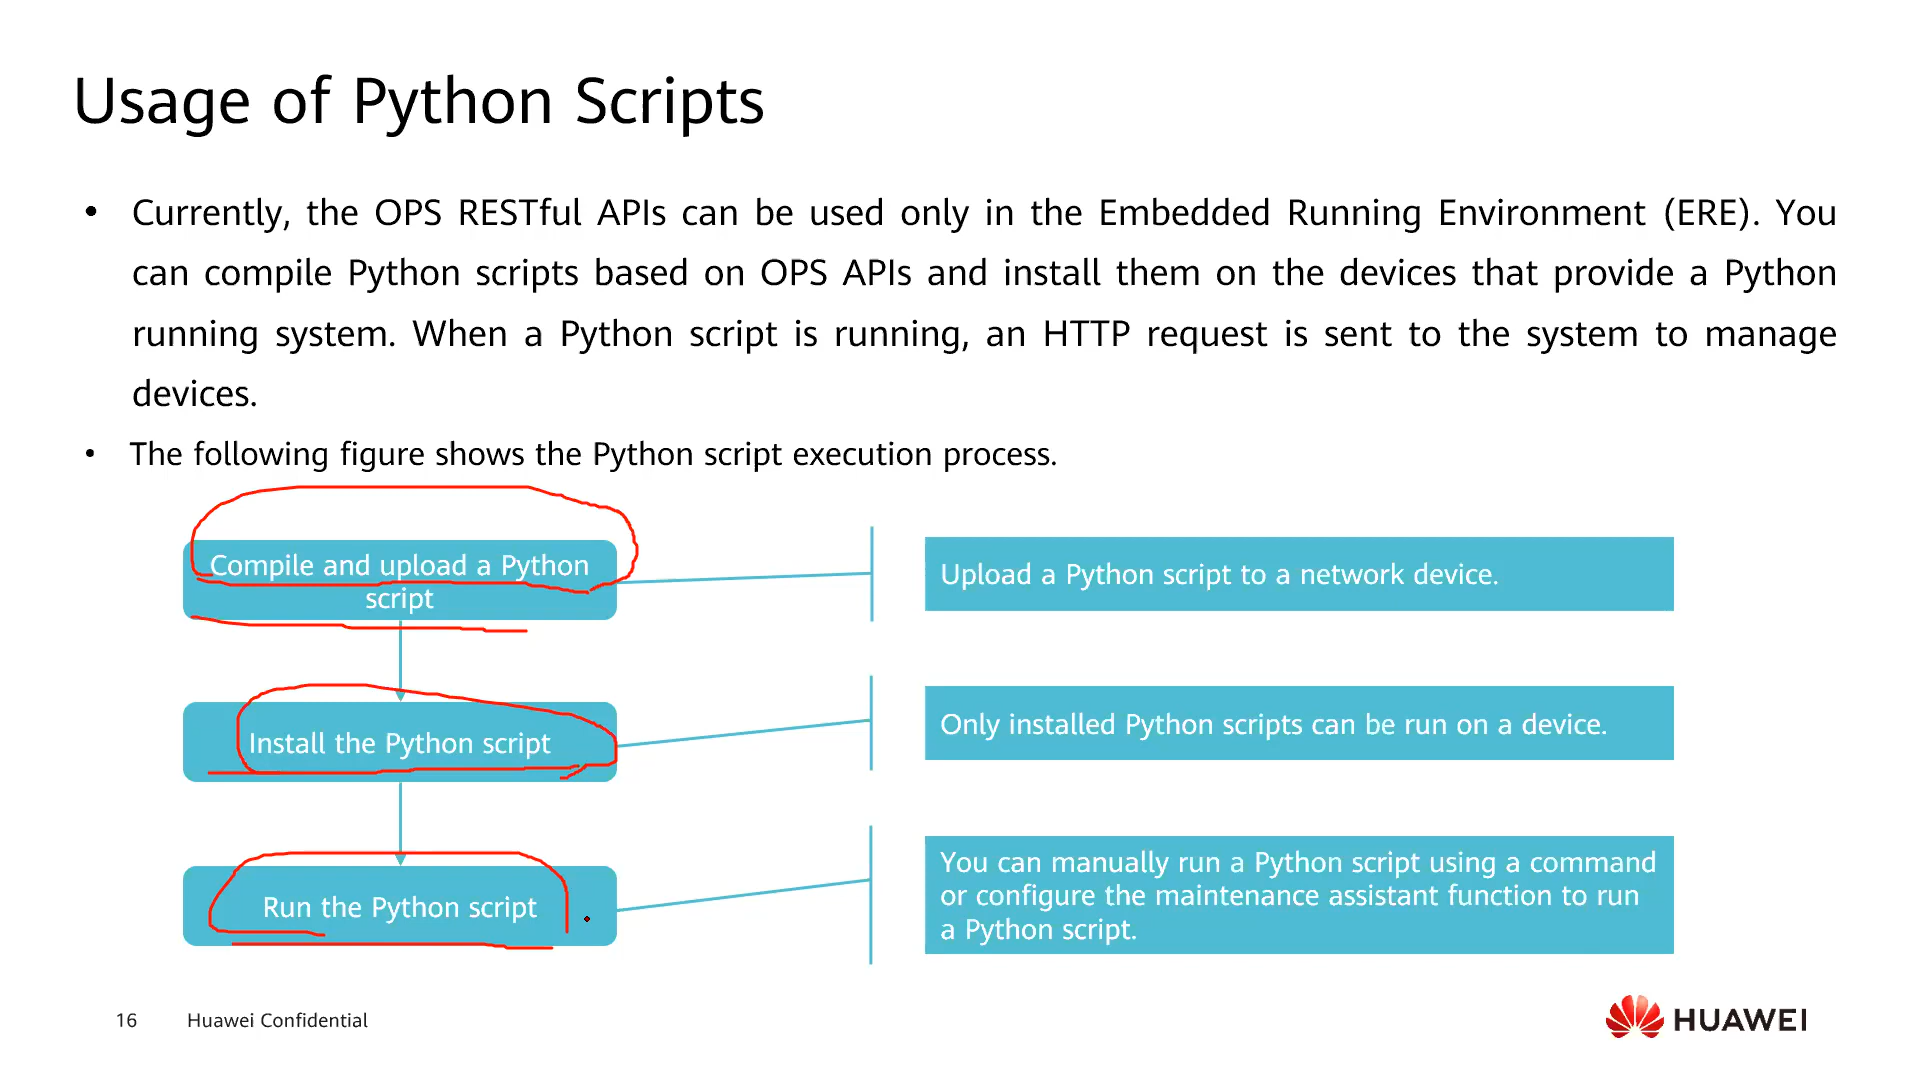 Usage of Python Scripts
• Currently, the OPS RESTful APIs can be used only in the Embedded Running Environment (ERE). You
can compile Python scripts based on OPS APIs and install them on the devices that provide a Python
running system. When a Python script is running, an HTTP request is sent to the system to manage
devices.
• The following figure shows the Python script execution process.
Compile and upload a Python
script
Upload a Python script to a network device.
Install the Python script
Only installed Python scripts can be run on a device.
Run the Python script
You can manually run a Python script using a command
or configure the maintenance assistant function to run
a Python script.
16 Huawei Confidential
HUAWEI